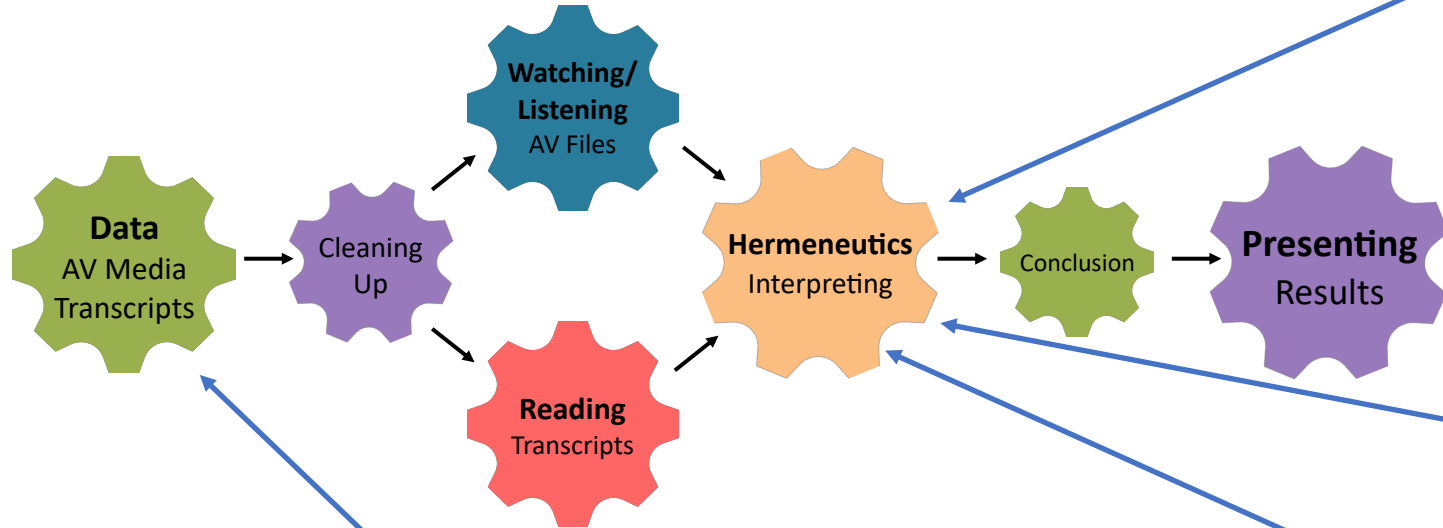 Data
AV Media
Transcripts
Cleaning
Up
Watching/
Listening
AV Files
Reading
Transcripts
Hermeneutics
Interpreting
Conclusion
Presenting
Results